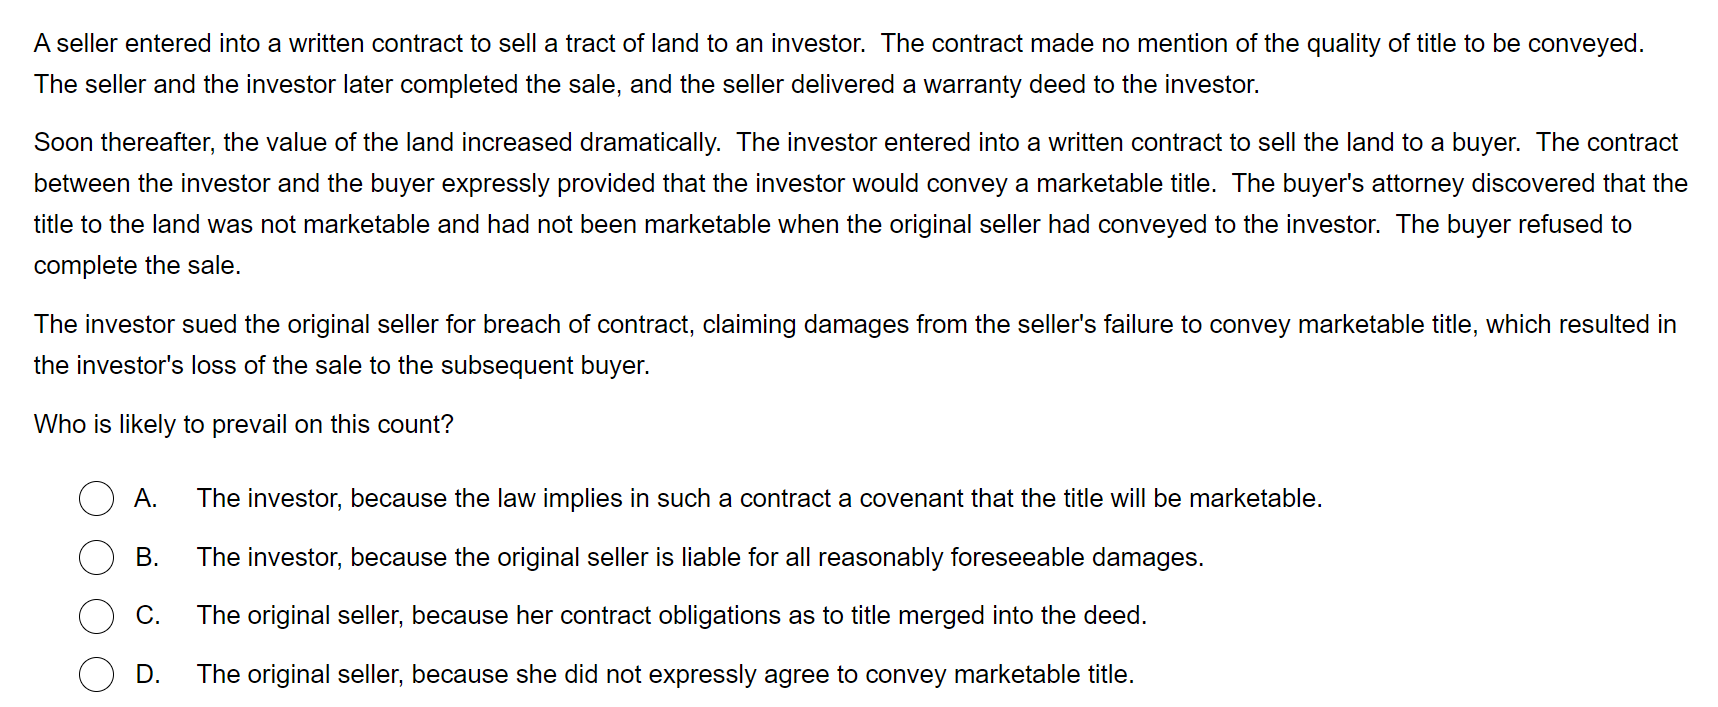 A seller entered into a written contract to sell a tract of land to an investor.  The contract made no mention of the quality of title to be conveyed.
The seller and the investor later completed the sale, and the seller delivered a warranty deed to the investor.
Soon thereafter, the value of the land increased dramatically.  The investor entered into a written contract to sell the land to a buyer.  The contract
between the investor and the buyer expressly provided that the investor would convey a marketable title.  The buyer's attorney discovered that the
title to the land was not marketable and had not been marketable when the original seller had conveyed to the investor.  The buyer refused to
complete the sale.
The investor sued the original seller for breach of contract, claiming damages from the seller's failure to convey marketable title, which resulted in
the investor's loss of the sale to the subsequent buyer.
Who is likely to prevail on this count?
A. The investor, because the law implies in such a contract a covenant that the title will be marketable.
B. The investor, because the original seller is liable for all reasonably foreseeable damages.
C. The original seller, because her contract obligations as to title merged into the deed.
D. The original seller, because she did not expressly agree to convey marketable title.